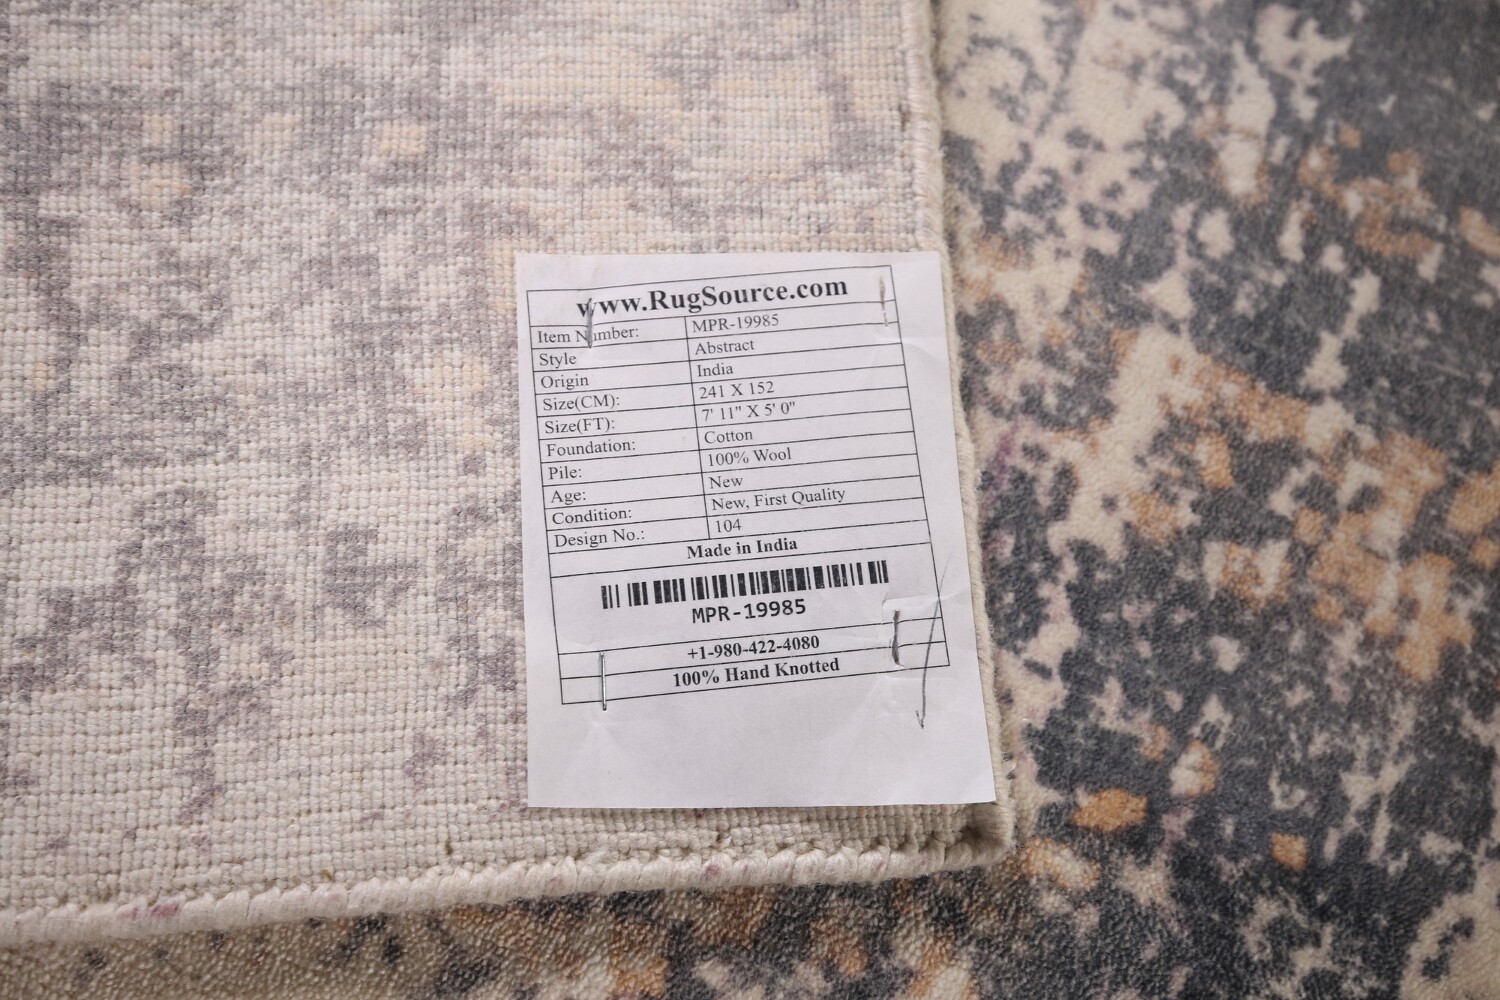 www.RugSource.com
Item Number: MPR-19985
Style Abstract
Origin India
Size(CM): 241 X 152
Size(FT): 7' 11" X 5' 0"
Foundation: Cotton
Pile: 100% Wool
Age: New
Condition: New, First Quality
Design No.: 104
Made in India
MPR-19985
+1-980-422-4080
100% Hand Knotted